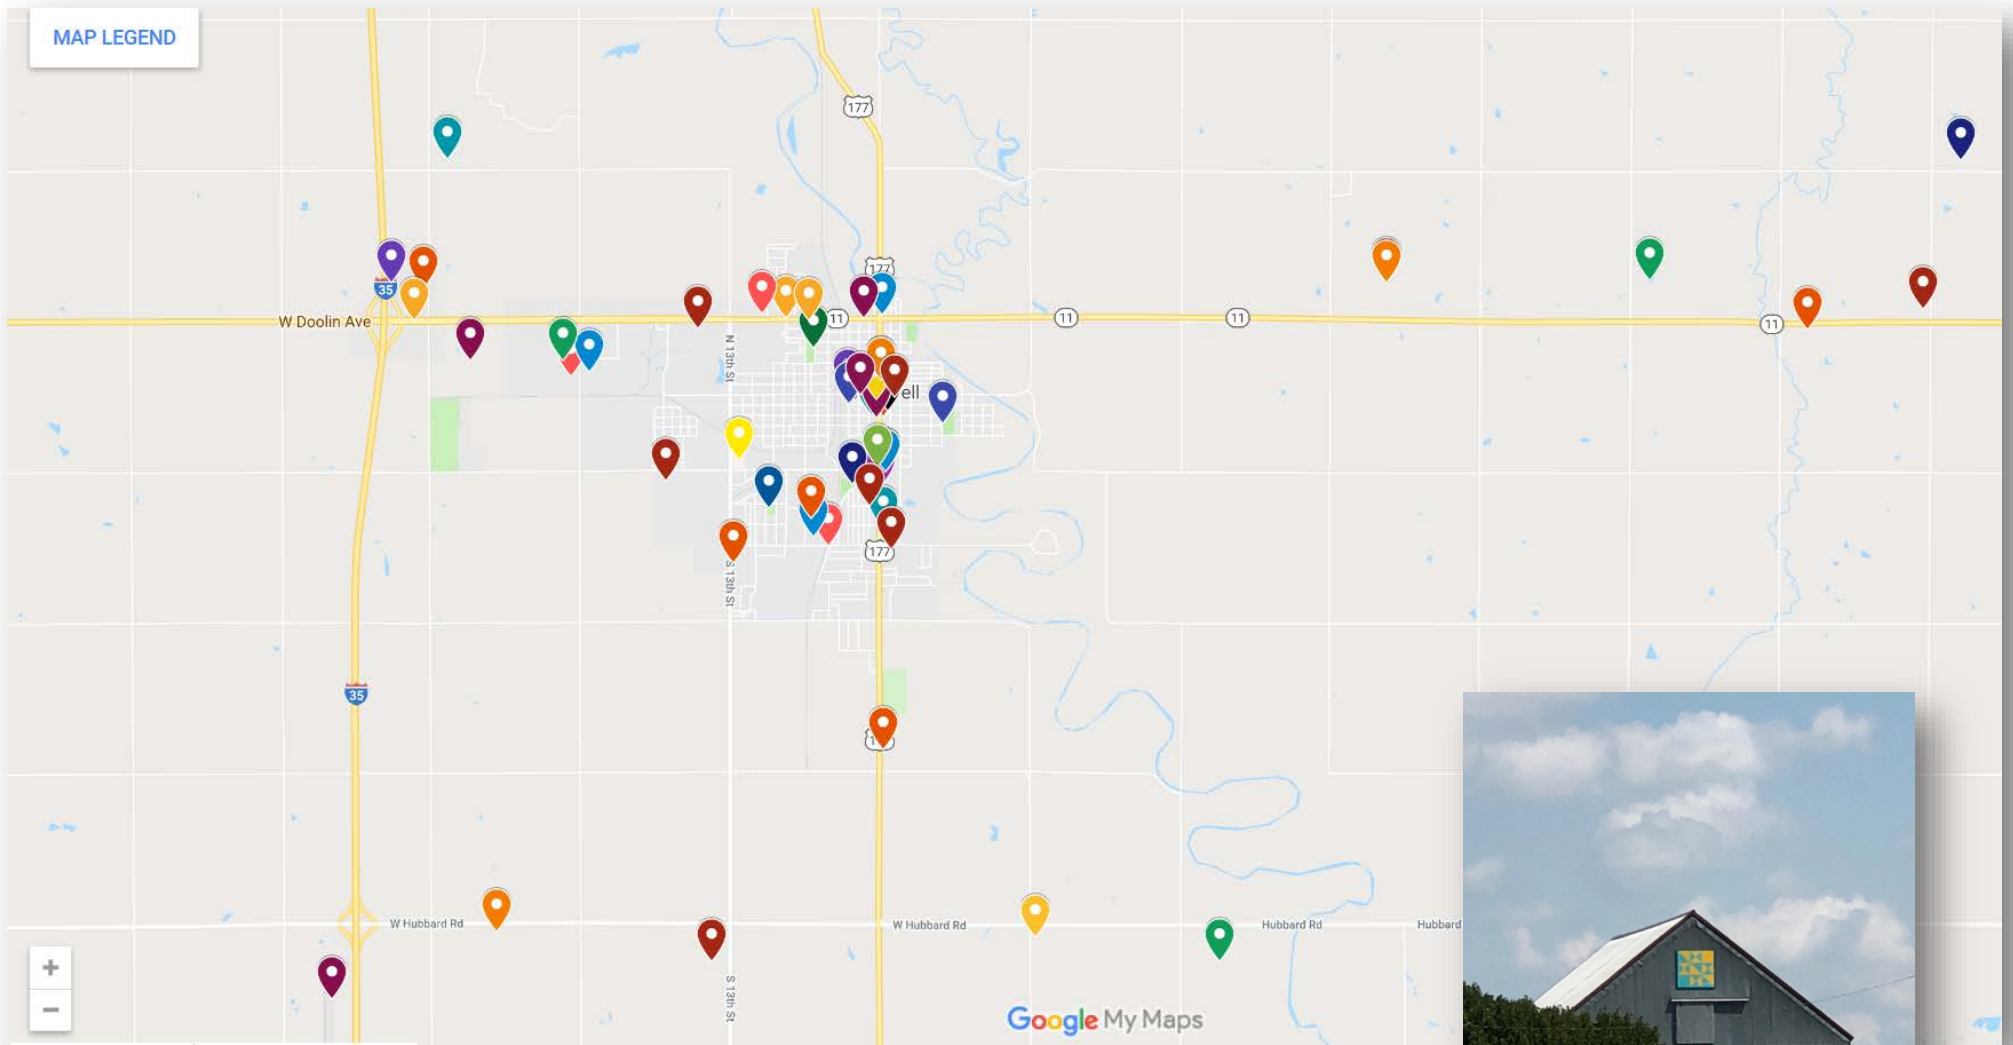 MAP LEGEND
177
177
35
W Doolin Ave
11
11
11
11
N 13th St
ell
177
S 13th St
35
W Hubbard Rd
W Hubbard Rd
Hubbard Rd
Hubbard
S 13th St
+
−
Google My Maps